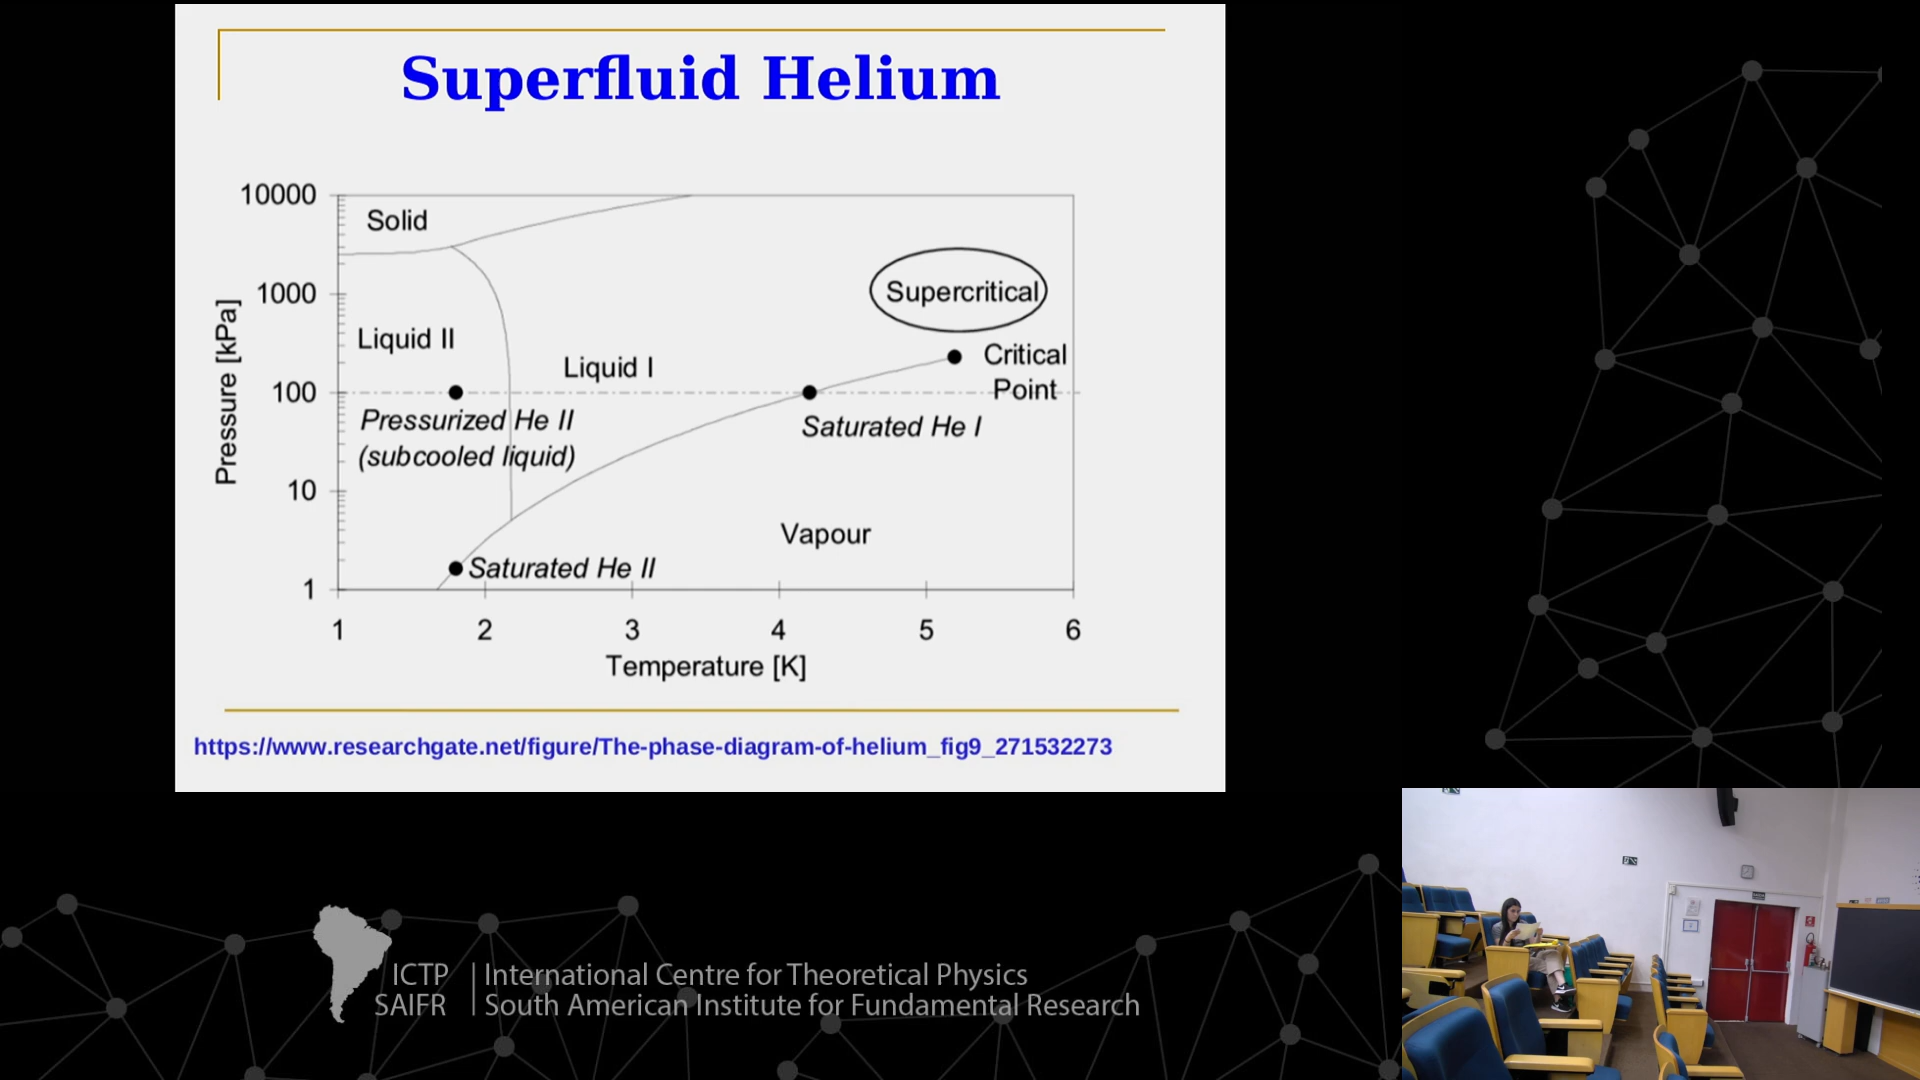 Superfluid Helium
10000
Solid
1000
Supercritical
Liquid II
Critical
Liquid I
100
Point
Pressurized He II
Saturated He I
(subcooled liquid)
10
Vapour
Saturated He II
1
Pressure [kPa]
1 2 3 4 5 6
Temperature [K]
https://www.researchgate.net/figure/The-phase-diagram-of-helium_fig9_271532273
ICTP International Centre for Theoretical Physics
SAIFR South American Institute for Fundamental Research